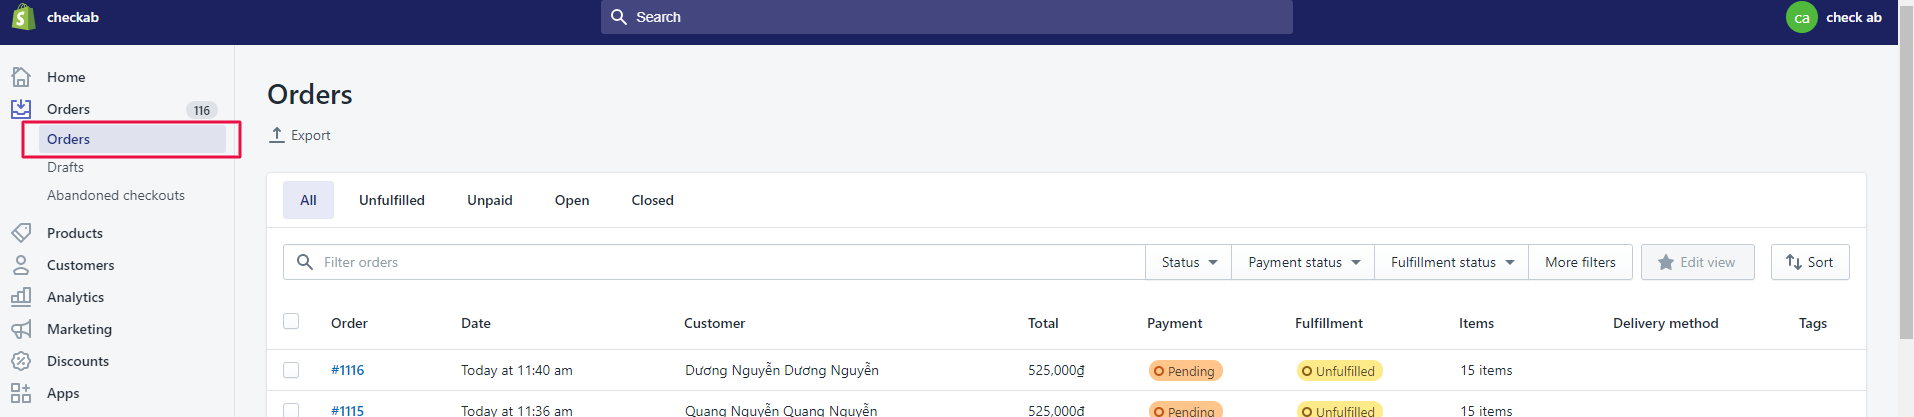 checkab
Search
ca
check ab
Home
Orders 116
Orders
Drafts
Abandoned checkouts
Products
Customers
Analytics
Marketing
Discounts
Apps
Orders
Export
All Unfulfilled Unpaid Open Closed
Filter orders Status Payment status Fulfillment status More filters Edit view Sort
Order Date Customer Total Payment Fulfillment Items Delivery method Tags
#1116 Today at 11:40 am Dương Nguyễn Dương Nguyễn 525,000₫ Pending Unfulfilled 15 items
#1115 Today at 11:36 am Quang Nguyễn Quang Nguyễn 525,000₫ Pending Unfulfilled 15 items